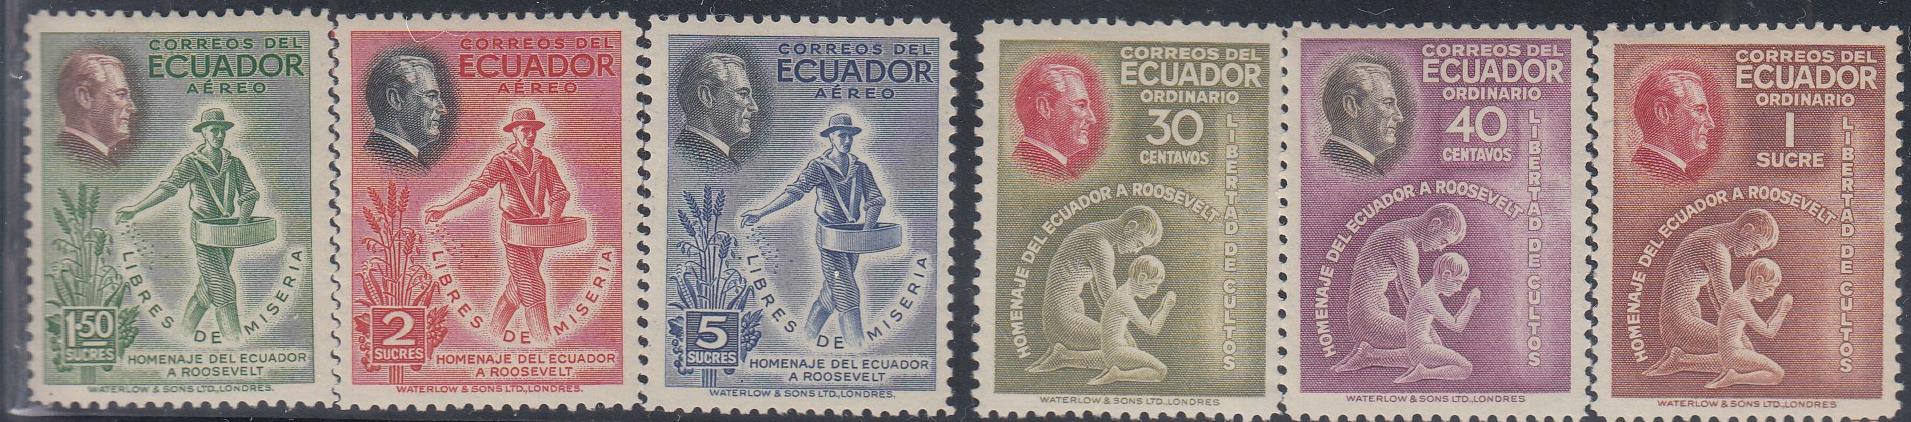 CORREOS DEL
ECUADOR
AÉREO
LIBRES DE MISERIA
1·50
SUCRES
HOMENAJE DEL ECUADOR
A ROOSEVELT
WATERLOW & SONS LTD., LONDRES.
CORREOS DEL
ECUADOR
AÉREO
LIBRES DE MISERIA
2
SUCRES
HOMENAJE DEL ECUADOR
A ROOSEVELT
WATERLOW & SONS LTD., LONDRES.
CORREOS DEL
ECUADOR
AÉREO
LIBRES DE MISERIA
5
SUCRES
HOMENAJE DEL ECUADOR
A ROOSEVELT
WATERLOW & SONS LTD., LONDRES.
CORREOS DEL
ECUADOR
ORDINARIO
30
CENTAVOS
LIBERTAD DE CULTOS
HOMENAJE DEL ECUADOR A ROOSEVELT
WATERLOW & SONS LTD., LONDRES
CORREOS DEL
ECUADOR
ORDINARIO
40
CENTAVOS
LIBERTAD DE CULTOS
HOMENAJE DEL ECUADOR A ROOSEVELT
WATERLOW & SONS LTD., LONDRES
CORREOS DEL
ECUADOR
ORDINARIO
1
SUCRE
LIBERTAD DE CULTOS
HOMENAJE DEL ECUADOR A ROOSEVELT
WATERLOW & SONS LTD., LONDRES